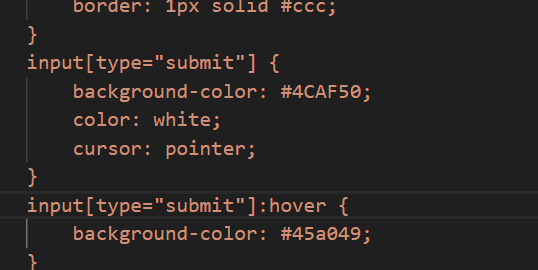 border: 1px solid #ccc;
}
input[type="submit"] {
background-color: #4CAF50;
color: white;
cursor: pointer;
}
input[type="submit"]:hover {
background-color: #45a049;
}